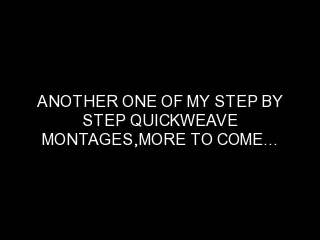 ANOTHER ONE OF MY STEP BY
STEP QUICKWEAVE
MONTAGES,MORE TO COME...